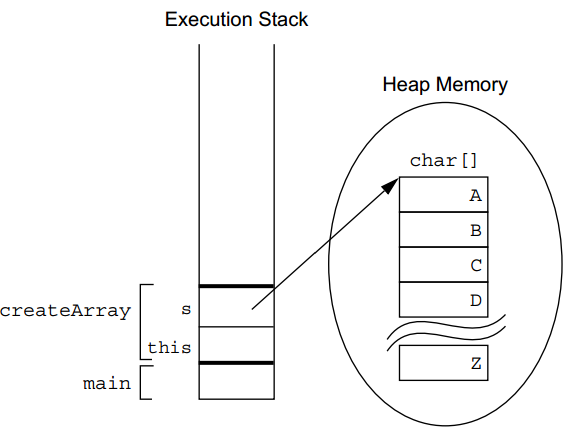 Execution Stack
Heap Memory
char[]
A
B
C
D
Z
createArray
s
this
main